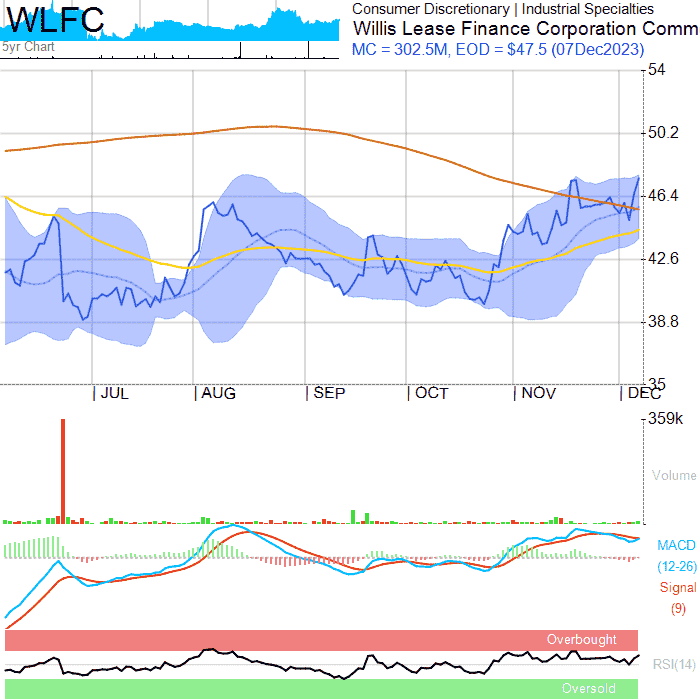 WLFC
5yr Chart
Consumer Discretionary | Industrial Specialties
Willis Lease Finance Corporation Comm
MC = 302.5M, EOD = $47.5 (07Dec2023)
54
50.2
46.4
42.6
38.8
35
JUL
AUG
SEP
OCT
NOV
DEC
359k
Volume
MACD
(12-26)
Signal
(9)
Overbought
RSI(14)
Oversold